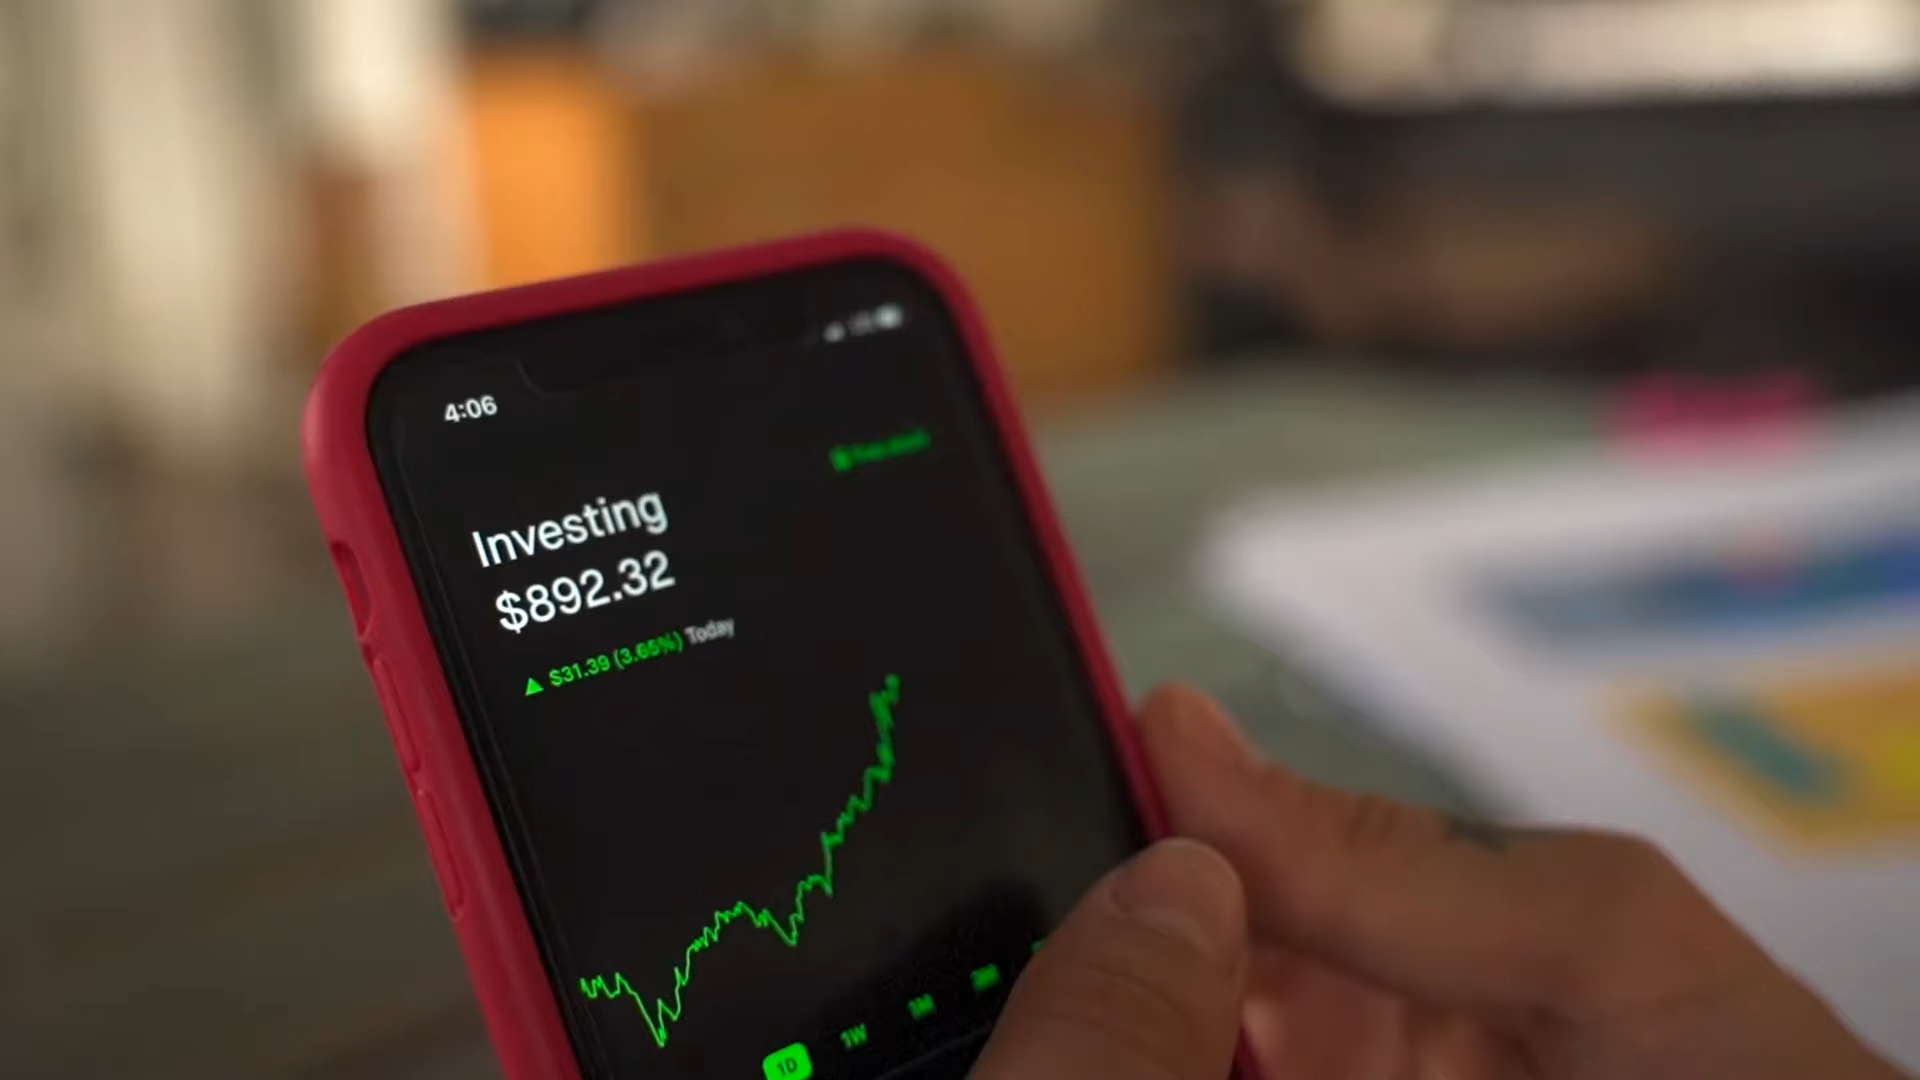 4:06
Investing
$892.32
▲ $31.39 (3.65%) Today
1D
1W